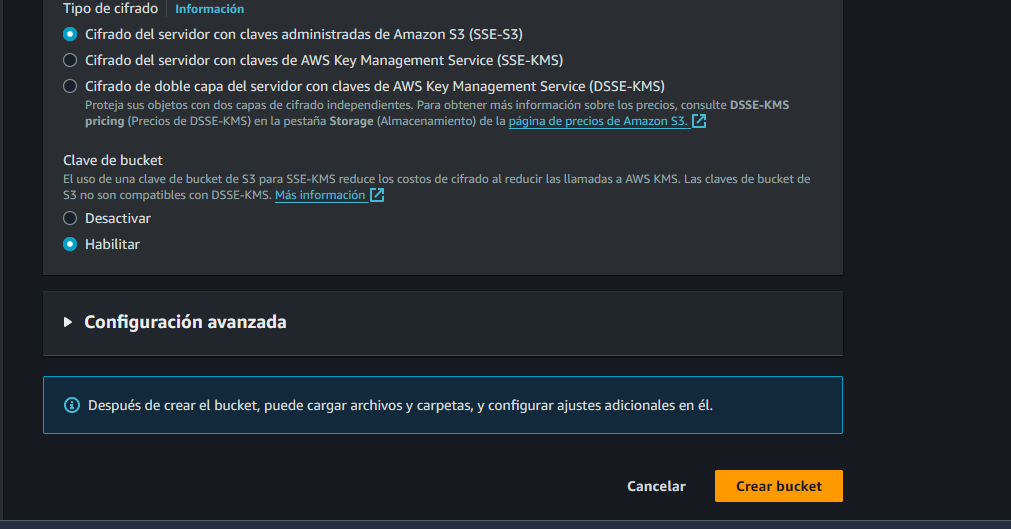 Tipo de cifrado Información
Cifrado del servidor con claves administradas de Amazon S3 (SSE-S3)
Cifrado del servidor con claves de AWS Key Management Service (SSE-KMS)
Cifrado de doble capa del servidor con claves de AWS Key Management Service (DSSE-KMS)
Proteja sus objetos con dos capas de cifrado independientes. Para obtener más información sobre los precios, consulte DSSE-KMS
pricing (Precios de DSSE-KMS) en la pestaña Storage (Almacenamiento) de la página de precios de Amazon S3.
Clave de bucket
El uso de una clave de bucket de S3 para SSE-KMS reduce los costos de cifrado al reducir las llamadas a AWS KMS. Las claves de bucket de
S3 no son compatibles con DSSE-KMS. Más información
Desactivar
Habilitar
Configuración avanzada
Después de crear el bucket, puede cargar archivos y carpetas, y configurar ajustes adicionales en él.
Cancelar Crear bucket